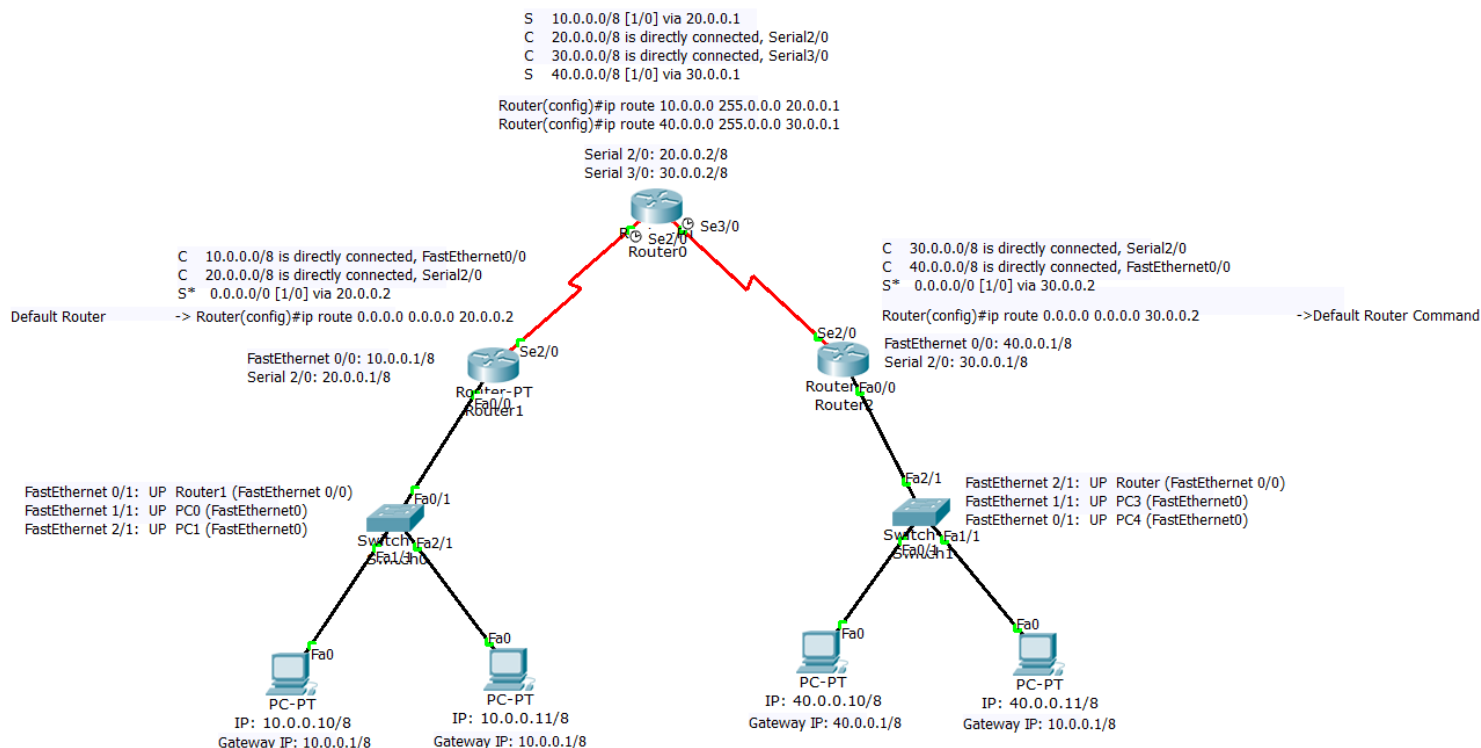 S 10.0.0.0/8 [1/0] via 20.0.0.1
C 20.0.0.0/8 is directly connected, Serial2/0
C 30.0.0.0/8 is directly connected, Serial3/0
S 40.0.0.0/8 [1/0] via 30.0.0.1
Router(config)#ip route 10.0.0.0 255.0.0.0 20.0.0.1
Router(config)#ip route 40.0.0.0 255.0.0.0 30.0.0.1
Serial 2/0: 20.0.0.2/8
Serial 3/0: 30.0.0.2/8
Se3/0
Se2/0
Router0
C 10.0.0.0/8 is directly connected, FastEthernet0/0
C 20.0.0.0/8 is directly connected, Serial2/0
S* 0.0.0.0/0 [1/0] via 20.0.0.2
Default Router -> Router(config)#ip route 0.0.0.0 0.0.0.0 20.0.0.2
FastEthernet 0/0: 10.0.0.1/8
Serial 2/0: 20.0.0.1/8
Se2/0
Router-PT
Fa0/0
Router1
C 30.0.0.0/8 is directly connected, Serial2/0
C 40.0.0.0/8 is directly connected, FastEthernet0/0
S* 0.0.0.0/0 [1/0] via 30.0.0.2
Router(config)#ip route 0.0.0.0 0.0.0.0 30.0.0.2 ->Default Router Command
FastEthernet 0/0: 40.0.0.1/8
Serial 2/0: 30.0.0.1/8
Se2/0
Router
Fa0/0
Router2
FastEthernet 0/1: UP Router1 (FastEthernet 0/0)
FastEthernet 1/1: UP PC0 (FastEthernet0)
FastEthernet 2/1: UP PC1 (FastEthernet0)
Fa0/1
Switch
Fa2/1
Fa1/1
Switch0
Fa2/1
FastEthernet 2/1: UP Router (FastEthernet 0/0)
FastEthernet 1/1: UP PC3 (FastEthernet0)
FastEthernet 0/1: UP PC4 (FastEthernet0)
Switch
Fa1/1
Fa0/1
Switch1
Fa0
PC-PT
IP: 10.0.0.10/8
Gateway IP: 10.0.0.1/8
Fa0
PC-PT
IP: 10.0.0.11/8
Gateway IP: 10.0.0.1/8
Fa0
PC-PT
IP: 40.0.0.10/8
Gateway IP: 40.0.0.1/8
Fa0
PC-PT
IP: 40.0.0.11/8
Gateway IP: 10.0.0.1/8